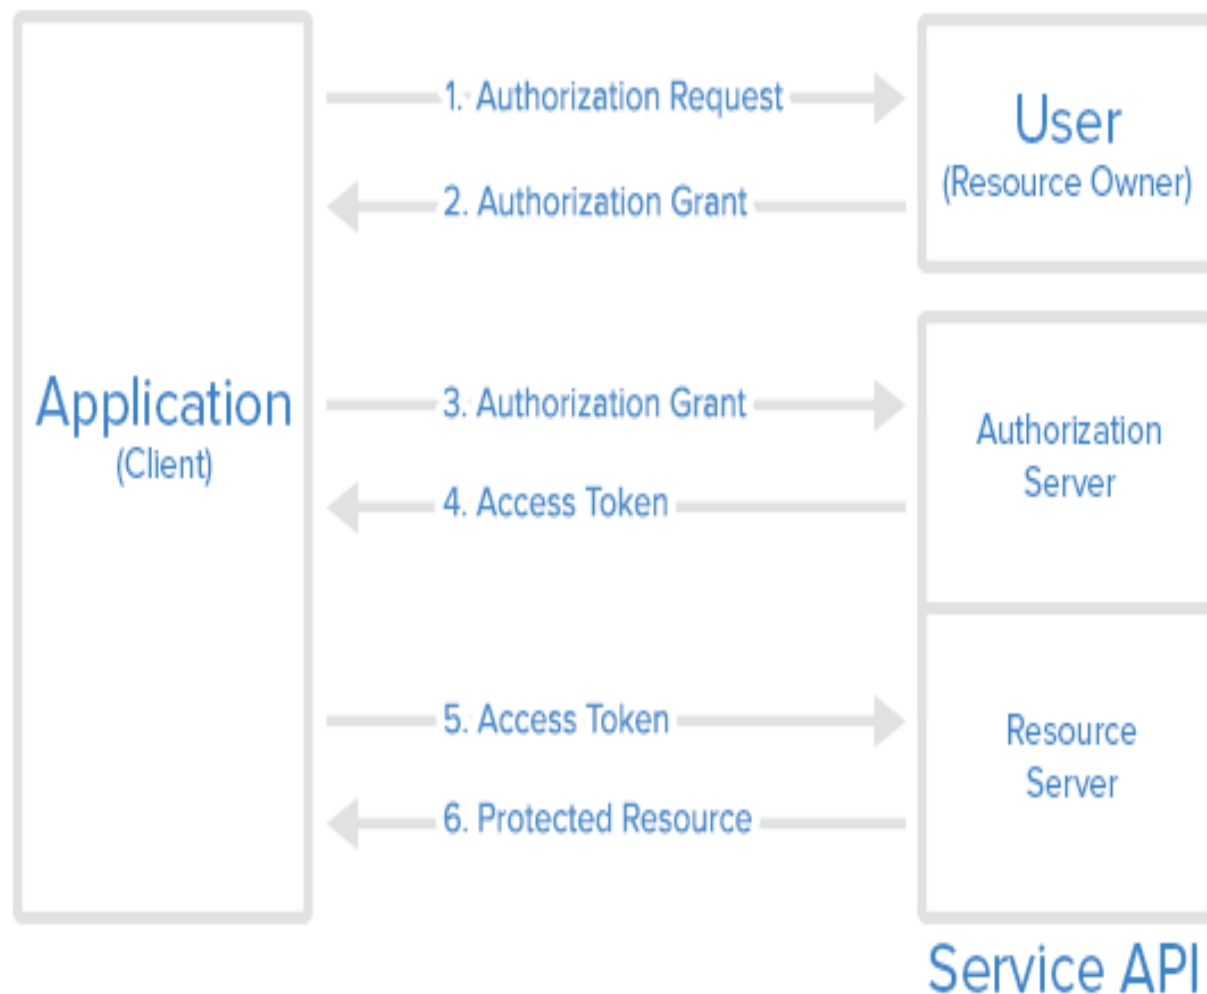 1. Authorization Request
User
(Resource Owner)
2. Authorization Grant
Application
(Client)
3. Authorization Grant
Authorization
Server
4. Access Token
5. Access Token
Resource
Server
6. Protected Resource
Service API